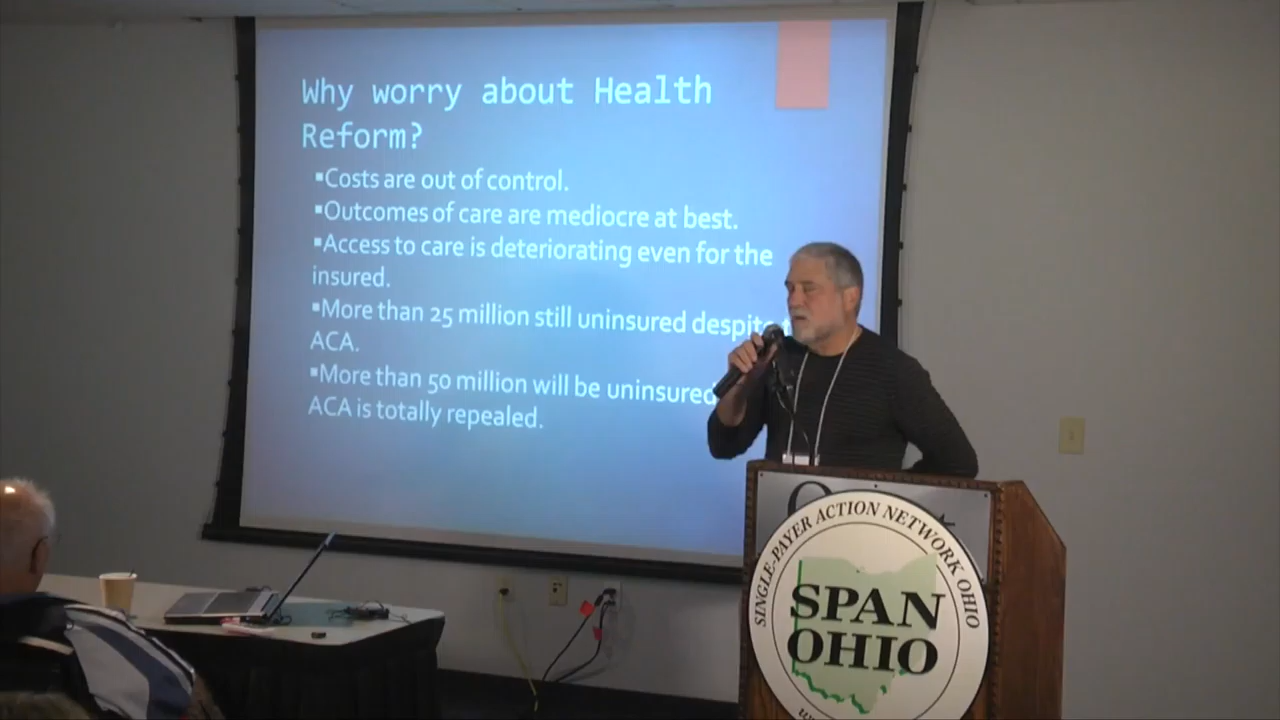 Why worry about Health
Reform?
▪Costs are out of control.
▪Outcomes of care are mediocre at best.
▪Access to care is deteriorating even for the
insured.
▪More than 25 million still uninsured despite
ACA.
▪More than 50 million will be uninsured
ACA is totally repealed.
SINGLE-PAYER ACTION NETWORK OHIO
SPAN
OHIO